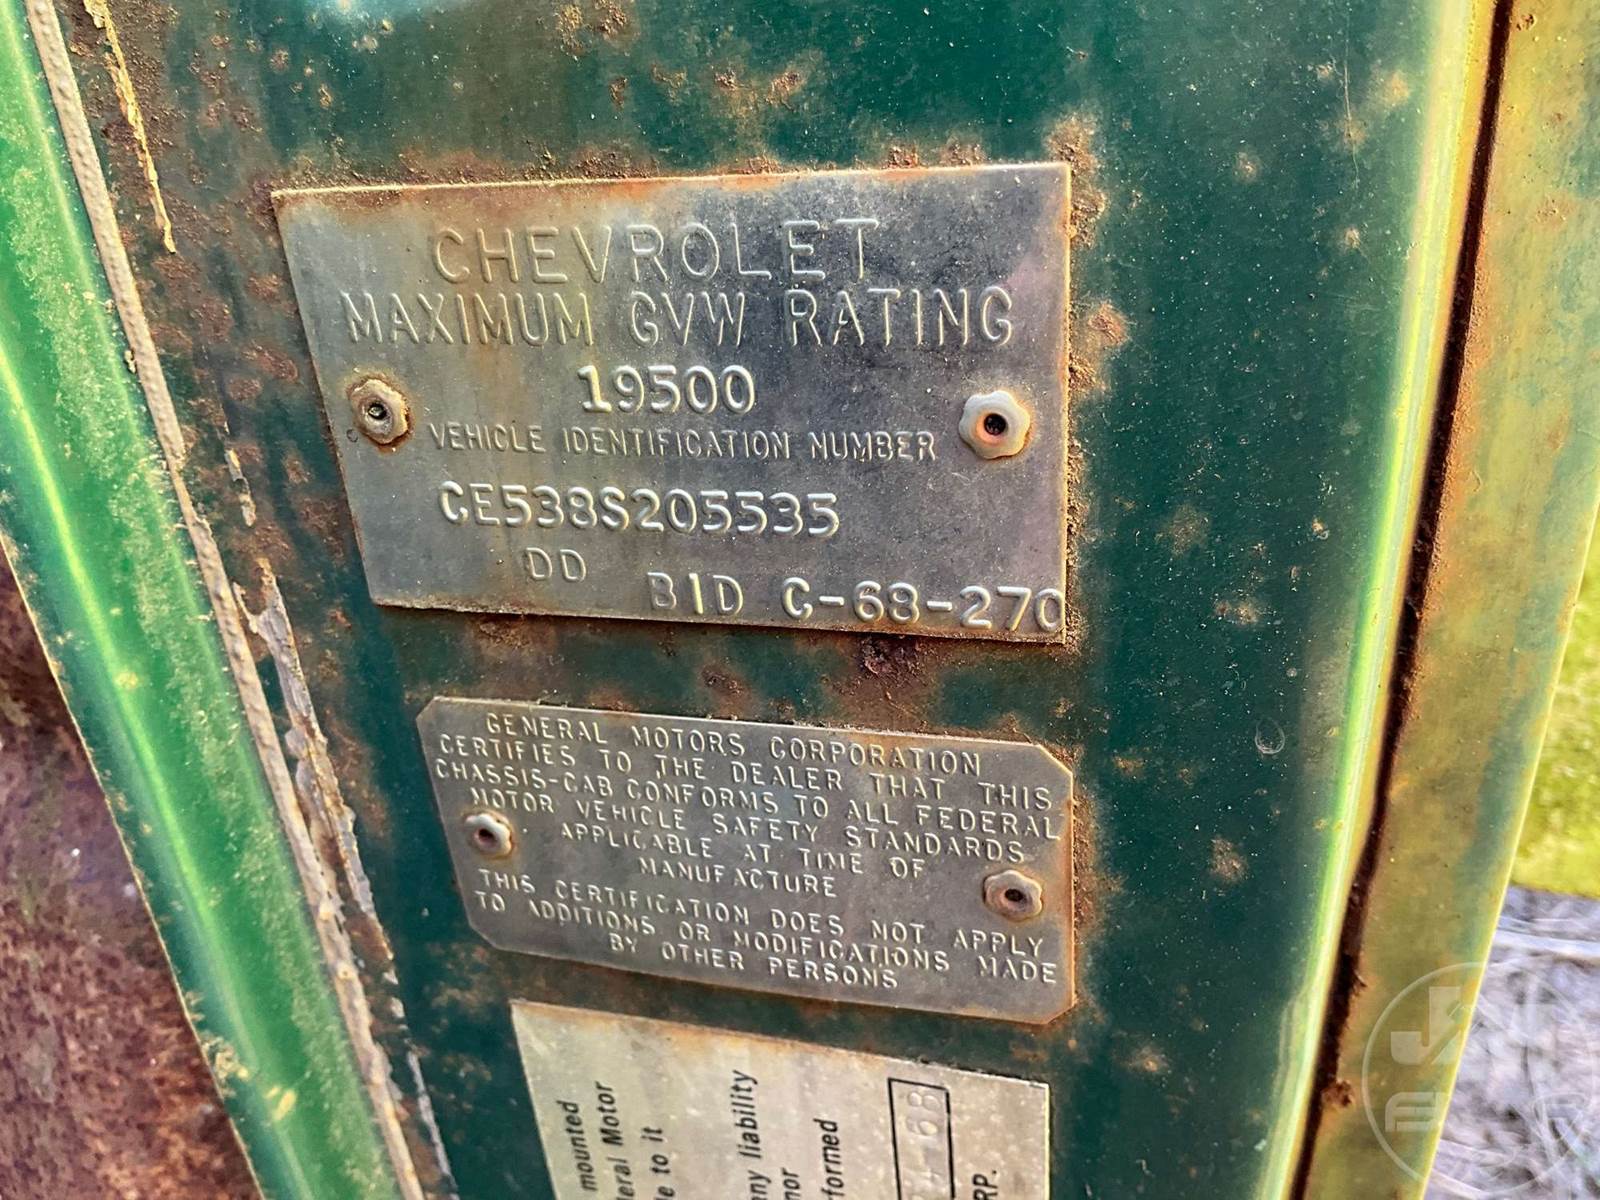 CHEVROLET
MAXIMUM GVW RATING
19500
VEHICLE IDENTIFICATION NUMBER
CE538S205535
DD BID C-68-270
GENERAL MOTORS CORPORATION
CERTIFIES TO THE DEALER THAT THIS
CHASSIS-CAB CONFORMS TO ALL FEDERAL
MOTOR VEHICLE SAFETY STANDARDS
APPLICABLE AT TIME OF
MANUFACTURE
THIS CERTIFICATION DOES NOT APPLY
TO ADDITIONS OR MODIFICATIONS MADE
BY OTHER PERSONS
mounted
eral Motor
le to it
ny liability
nor
formed
68
RP.